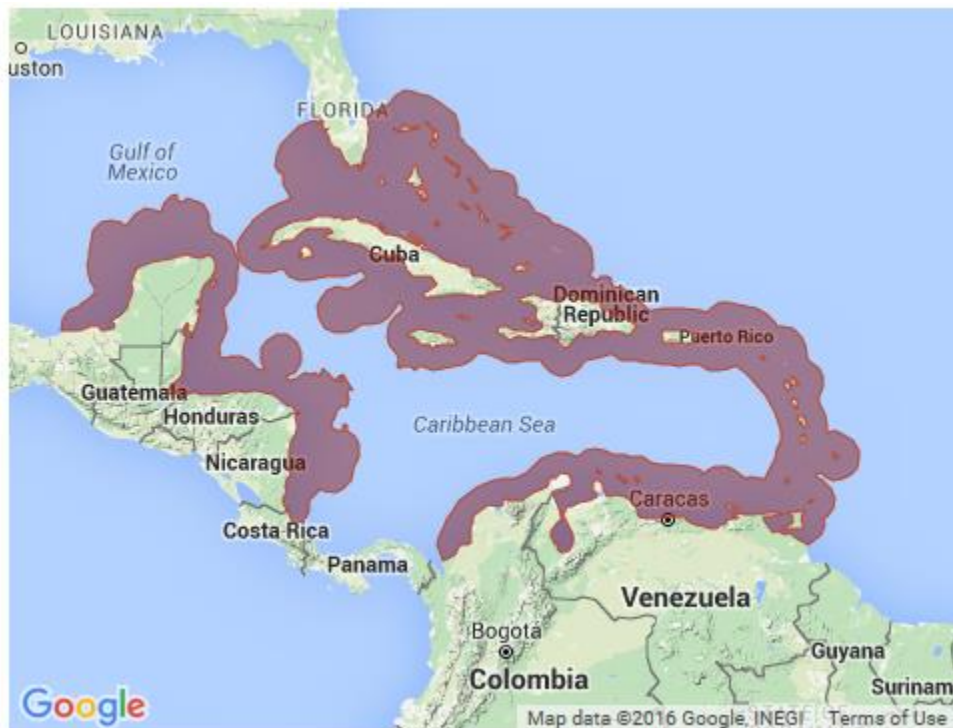 LOUISIANA
uston
FLORIDA
Gulf of
Mexico
Cuba
Dominican
Republic
Puerto Rico
Guatemala
Honduras
Caribbean Sea
Nicaragua
Caracas
Costa Rica
Panama
Venezuela
Bogotá
Guyana
Colombia
Surinam
Google
Map data ©2016 Google, INEGI
Terms of Use